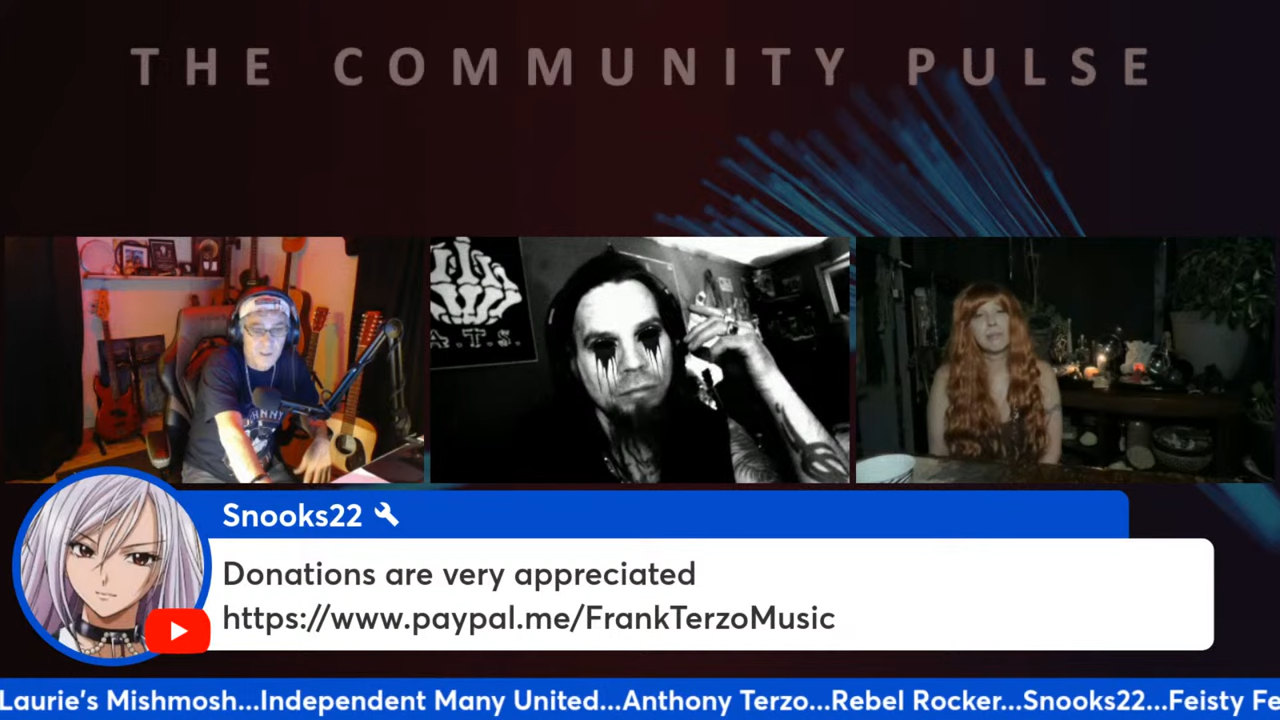 THE COMMUNITY PULSE
A.T.S.
Snooks22
Donations are very appreciated
https://www.paypal.me/FrankTerzoMusic
Laurie's Mishmosh...Independent Many United...Anthony Terzo...Rebel Rocker...Snooks22...Feisty Fe